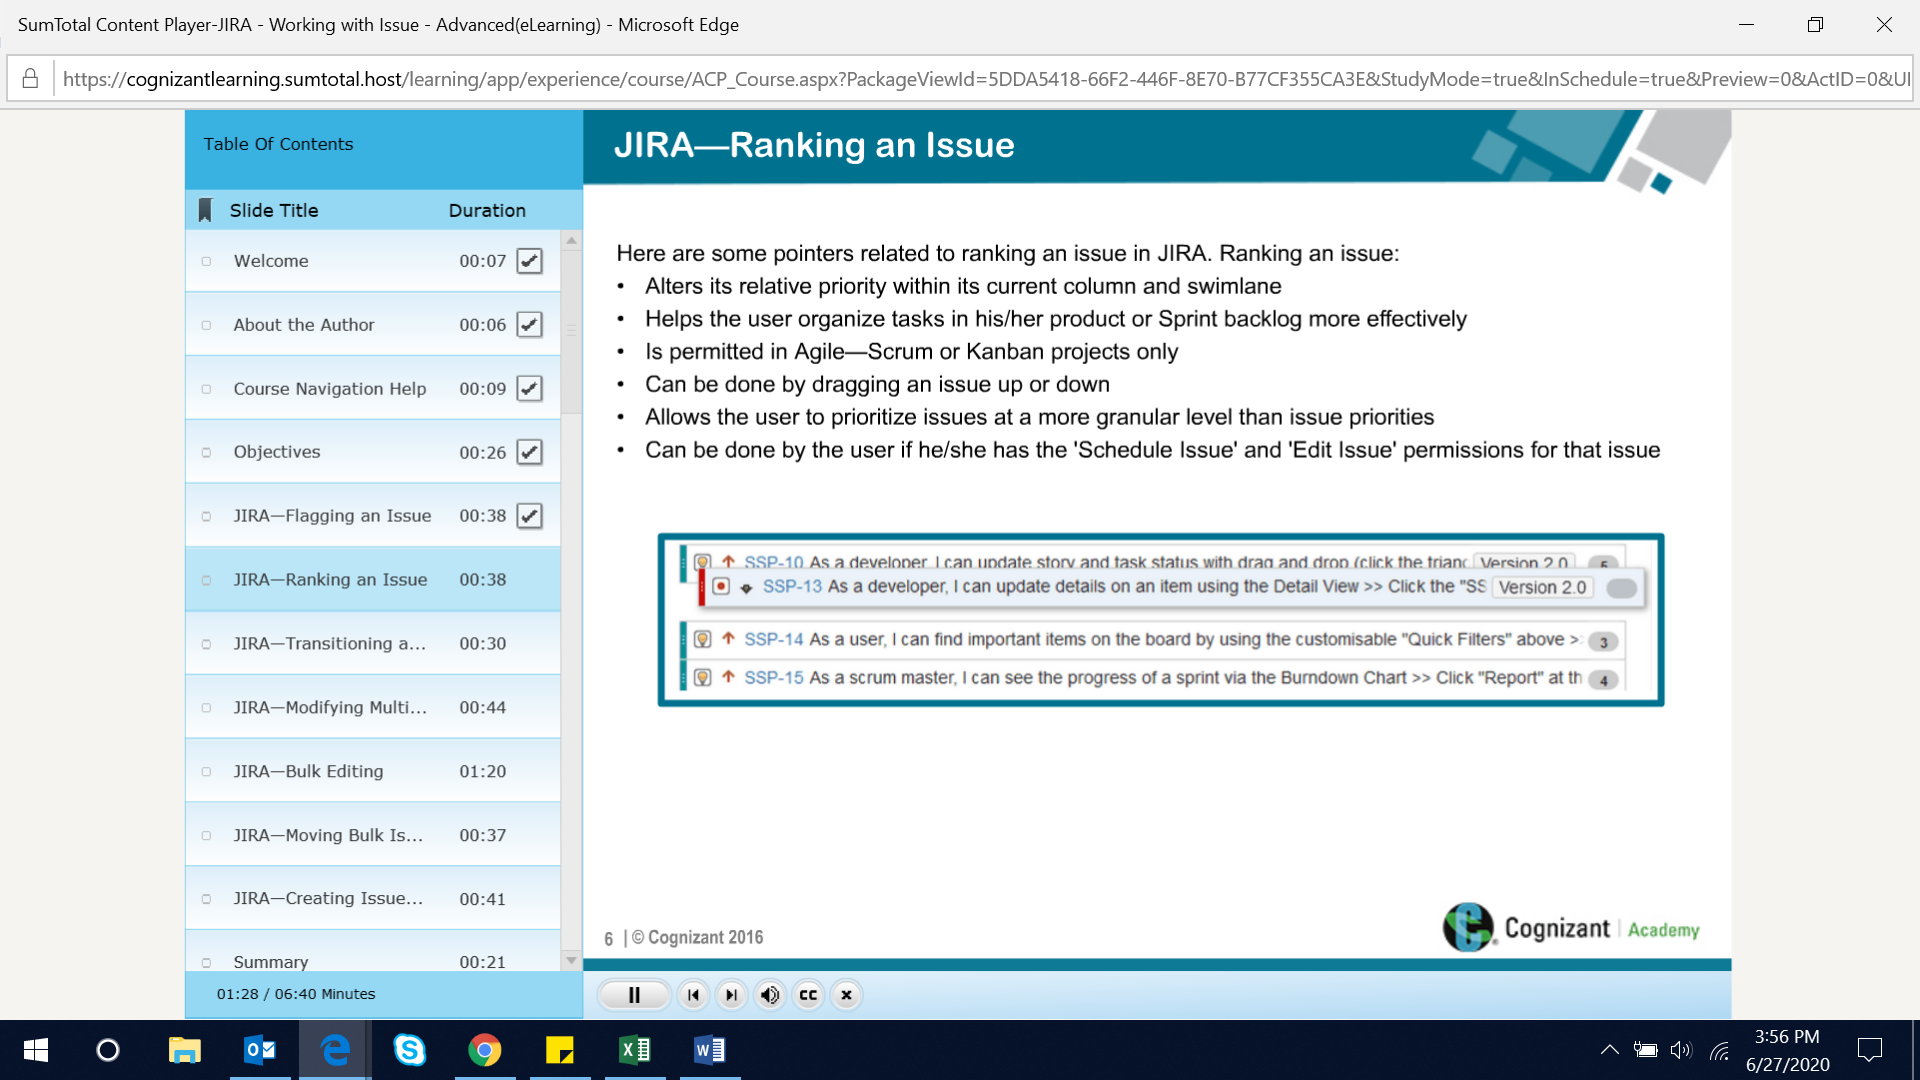 SumTotal Content Player-JIRA - Working with Issue - Advanced(eLearning) - Microsoft Edge
https://cognizantlearning.sumtotal.host/learning/app/experience/course/ACP_Course.aspx?PackageViewId=5DDA5418-66F2-446F-8E70-B77CF355CA3E&StudyMode=true&InSchedule=true&Preview=0&ActID=0&UI
Table Of Contents
Slide Title Duration
Welcome 00:07
About the Author 00:06
Course Navigation Help 00:09
Objectives 00:26
JIRA—Flagging an Issue 00:38
JIRA—Ranking an Issue 00:38
JIRA—Transitioning a... 00:30
JIRA—Modifying Multi... 00:44
JIRA—Bulk Editing 01:20
JIRA—Moving Bulk Is... 00:37
JIRA—Creating Issue... 00:41
Summary 00:21
01:28 / 06:40 Minutes
JIRA—Ranking an Issue
Here are some pointers related to ranking an issue in JIRA. Ranking an issue:
• Alters its relative priority within its current column and swimlane
• Helps the user organize tasks in his/her product or Sprint backlog more effectively
• Is permitted in Agile—Scrum or Kanban projects only
• Can be done by dragging an issue up or down
• Allows the user to prioritize issues at a more granular level than issue priorities
• Can be done by the user if he/she has the 'Schedule Issue' and 'Edit Issue' permissions for that issue
SSP-10 As a developer, I can update story and task status with drag and drop (click the triang Version 2.0 5
SSP-13 As a developer, I can update details on an item using the Detail View >> Click the "SS Version 2.0
SSP-14 As a user, I can find important items on the board by using the customisable "Quick Filters" above > 3
SSP-15 As a scrum master, I can see the progress of a sprint via the Burndown Chart >> Click "Report" at th 4
6 | © Cognizant 2016
Cognizant | Academy
CC
3:56 PM
6/27/2020